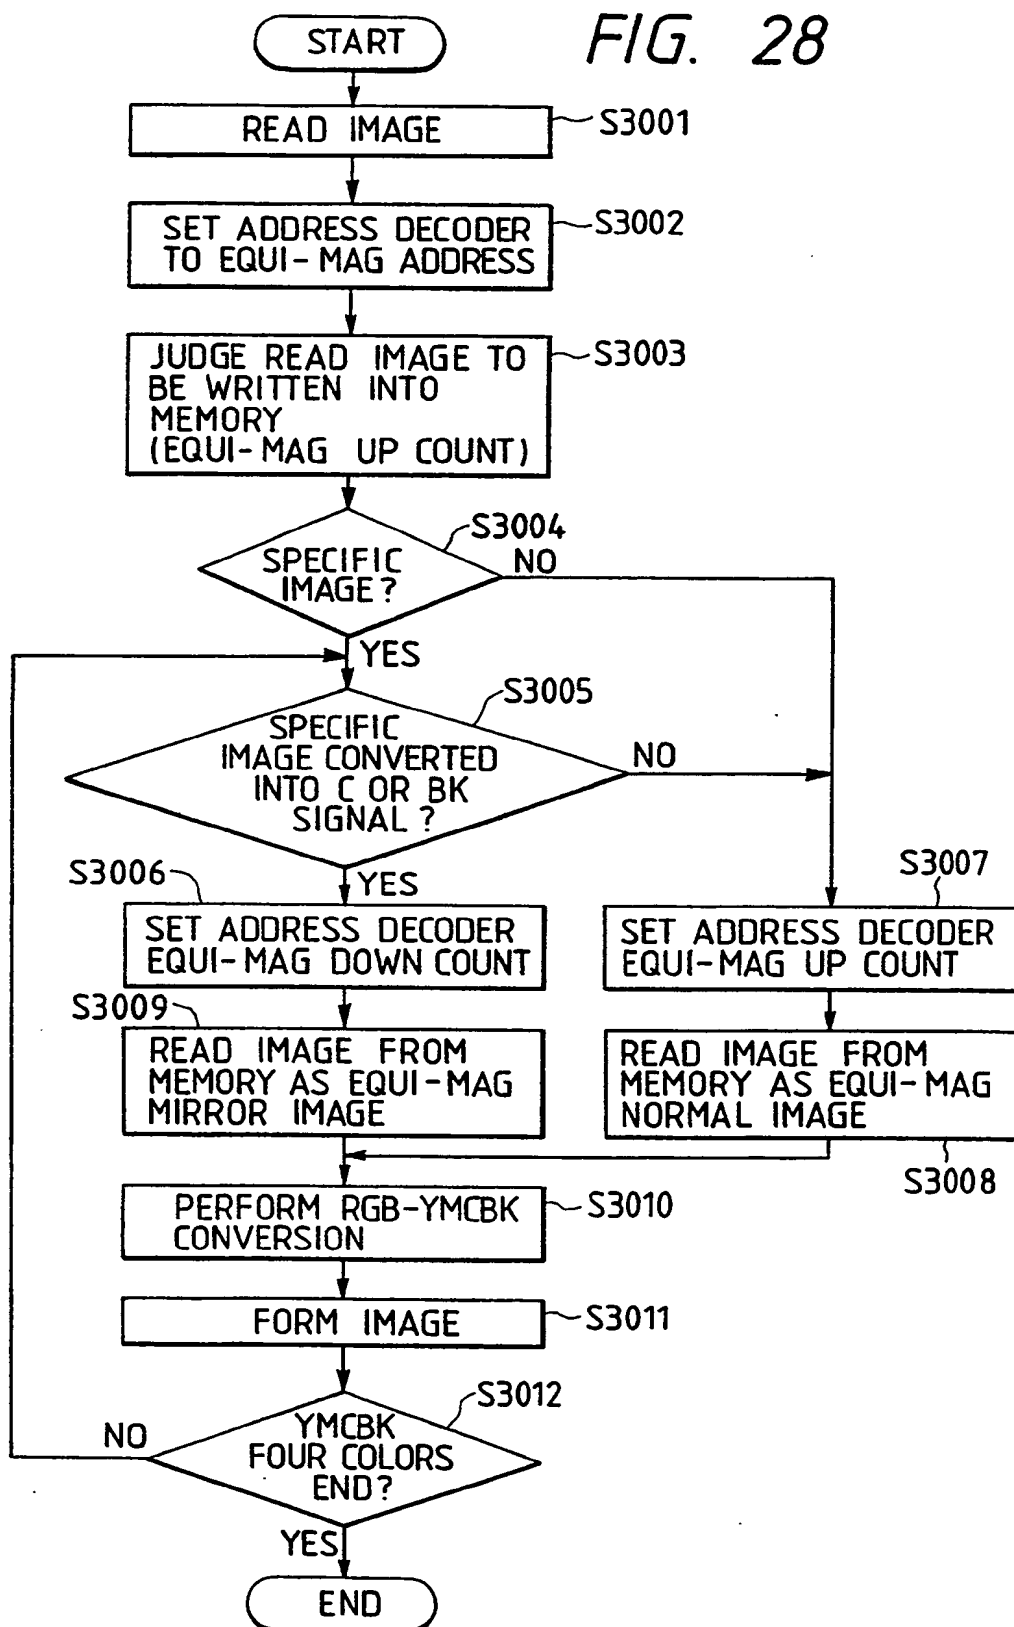 FIG. 28
START
READ IMAGE
S3001
SET ADDRESS DECODER
TO EQUI-MAG ADDRESS
S3002
JUDGE READ IMAGE TO
BE WRITTEN INTO
MEMORY
(EQUI-MAG UP COUNT)
S3003
S3004
SPECIFIC
IMAGE?
NO
YES
S3005
SPECIFIC
IMAGE CONVERTED
INTO C OR BK
SIGNAL?
NO
YES
S3006
SET ADDRESS DECODER
EQUI-MAG DOWN COUNT
S3007
SET ADDRESS DECODER
EQUI-MAG UP COUNT
S3009
READ IMAGE FROM
MEMORY AS EQUI-MAG
MIRROR IMAGE
READ IMAGE FROM
MEMORY AS EQUI-MAG
NORMAL IMAGE
S3008
PERFORM RGB-YMCBK
CONVERSION
S3010
FORM IMAGE
S3011
S3012
YMCBK
FOUR COLORS
END?
NO
YES
END